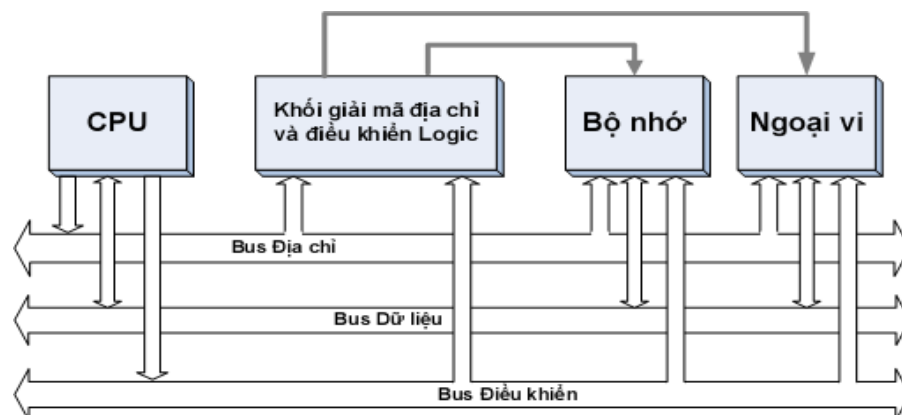 CPU
Khối giải mã địa chỉ
và điều khiển Logic
Bộ nhớ
Ngoại vi
Bus Địa chỉ
Bus Dữ liệu
Bus Điều khiển